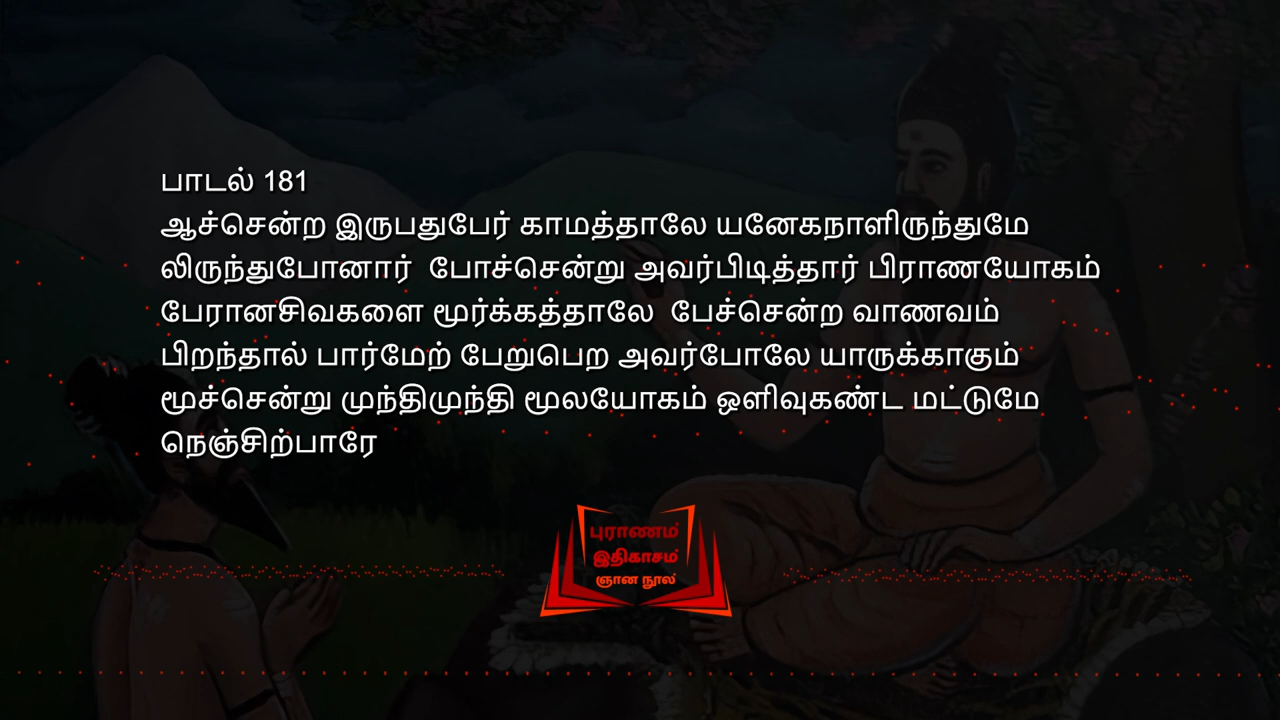 பாடல் 181
ஆச்சென்ற இருபதுபேர் காமத்தாலே யனேகநாளிருந்துமே
லிருந்துபோனார் போச்சென்று அவர்பிடித்தார் பிராணயோகம்
பேரானசிவகளை மூர்க்கத்தாலே பேச்சென்ற வாணவம்
பிறந்தால் பார்மேற் பேறுபெற அவர்போலே யாருக்காகும்
மூச்சென்று முந்திமுந்தி மூலயோகம் ஒளிவுகண்ட மட்டுமே
நெஞ்சிற்பாரே
புராணம்
இதிகாசம்
ஞான நூல்